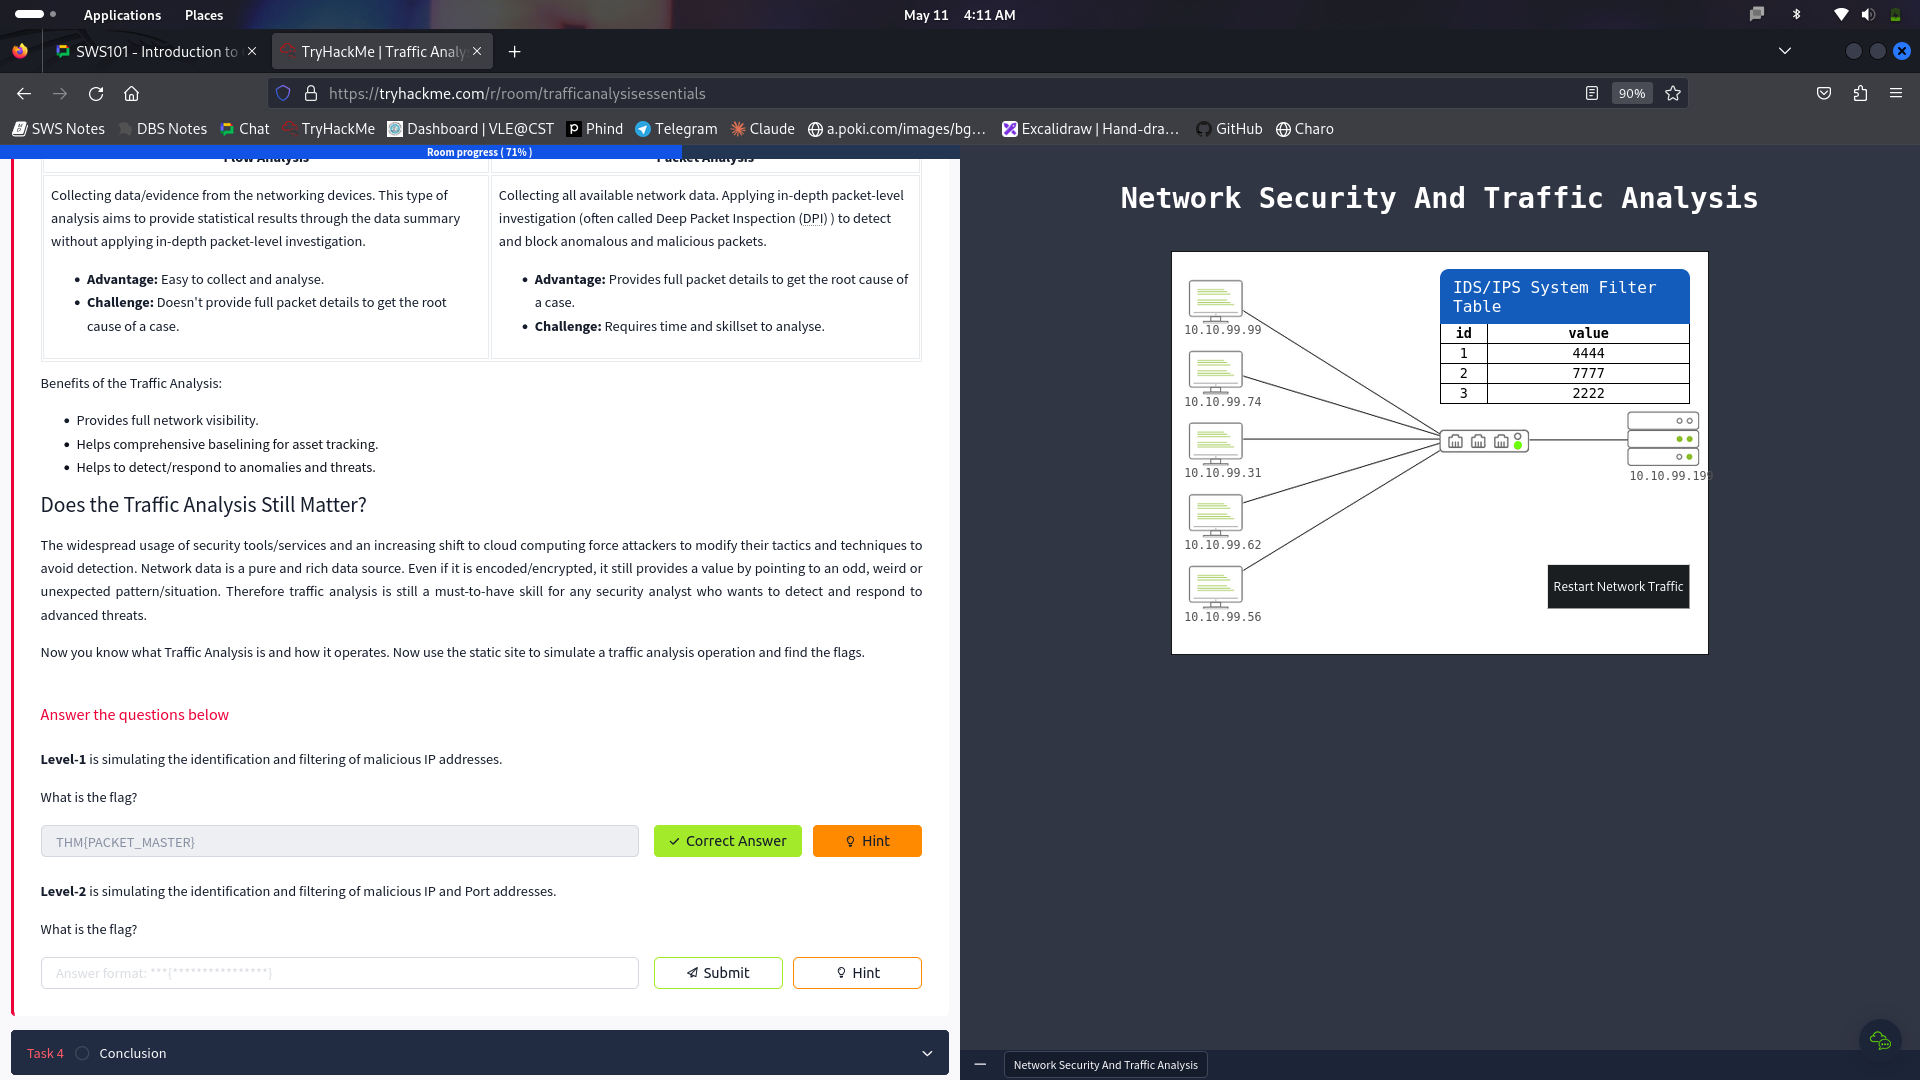 Applications Places May 11 4:11 AM
SWS101 - Introduction to
TryHackMe | Traffic Analy
https://tryhackme.com/r/room/trafficanalysisessentials 90%
SWS Notes DBS Notes Chat TryHackMe Dashboard | VLE@CST Phind Telegram Claude a.poki.com/images/bg… Excalidraw | Hand-dra… GitHub Charo
Room progress ( 71% )
Flow Analysis Packet Analysis
Collecting data/evidence from the networking devices. This type of
analysis aims to provide statistical results through the data summary
without applying in-depth packet-level investigation.
• Advantage: Easy to collect and analyse.
• Challenge: Doesn't provide full packet details to get the root
cause of a case.
Collecting all available network data. Applying in-depth packet-level
investigation (often called Deep Packet Inspection (DPI) ) to detect
and block anomalous and malicious packets.
• Advantage: Provides full packet details to get the root cause of
a case.
• Challenge: Requires time and skillset to analyse.
Benefits of the Traffic Analysis:
• Provides full network visibility.
• Helps comprehensive baselining for asset tracking.
• Helps to detect/respond to anomalies and threats.
Does the Traffic Analysis Still Matter?
The widespread usage of security tools/services and an increasing shift to cloud computing force attackers to modify their tactics and techniques to
avoid detection. Network data is a pure and rich data source. Even if it is encoded/encrypted, it still provides a value by pointing to an odd, weird or
unexpected pattern/situation. Therefore traffic analysis is still a must-to-have skill for any security analyst who wants to detect and respond to
advanced threats.
Now you know what Traffic Analysis is and how it operates. Now use the static site to simulate a traffic analysis operation and find the flags.
Answer the questions below
Level-1 is simulating the identification and filtering of malicious IP addresses.
What is the flag?
THM{PACKET_MASTER} Correct Answer Hint
Level-2 is simulating the identification and filtering of malicious IP and Port addresses.
What is the flag?
Answer format: ***{****************} Submit Hint
Task 4 Conclusion
Network Security And Traffic Analysis
IDS/IPS System Filter
Table
id value
1 4444
2 7777
3 2222
10.10.99.99
10.10.99.74
10.10.99.31
10.10.99.62
10.10.99.56
10.10.99.199
Restart Network Traffic
Network Security And Traffic Analysis